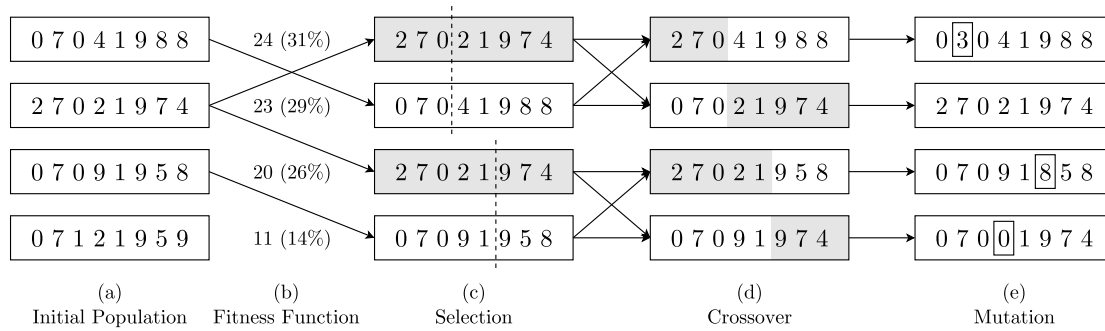 0 7 0 4 1 9 8 8 24 (31%) 2 7 0 2 1 9 7 4 2 7 0 4 1 9 8 8 0 3 0 4 1 9 8 8
2 7 0 2 1 9 7 4 23 (29%) 0 7 0 4 1 9 8 8 0 7 0 2 1 9 7 4 2 7 0 2 1 9 7 4
0 7 0 9 1 9 5 8 20 (26%) 2 7 0 2 1 9 7 4 2 7 0 2 1 9 5 8 0 7 0 9 1 8 5 8
0 7 1 2 1 9 5 9 11 (14%) 0 7 0 9 1 9 5 8 0 7 0 9 1 9 7 4 0 7 0 0 1 9 7 4
(a) (b) (c) (d) (e)
Initial Population Fitness Function Selection Crossover Mutation